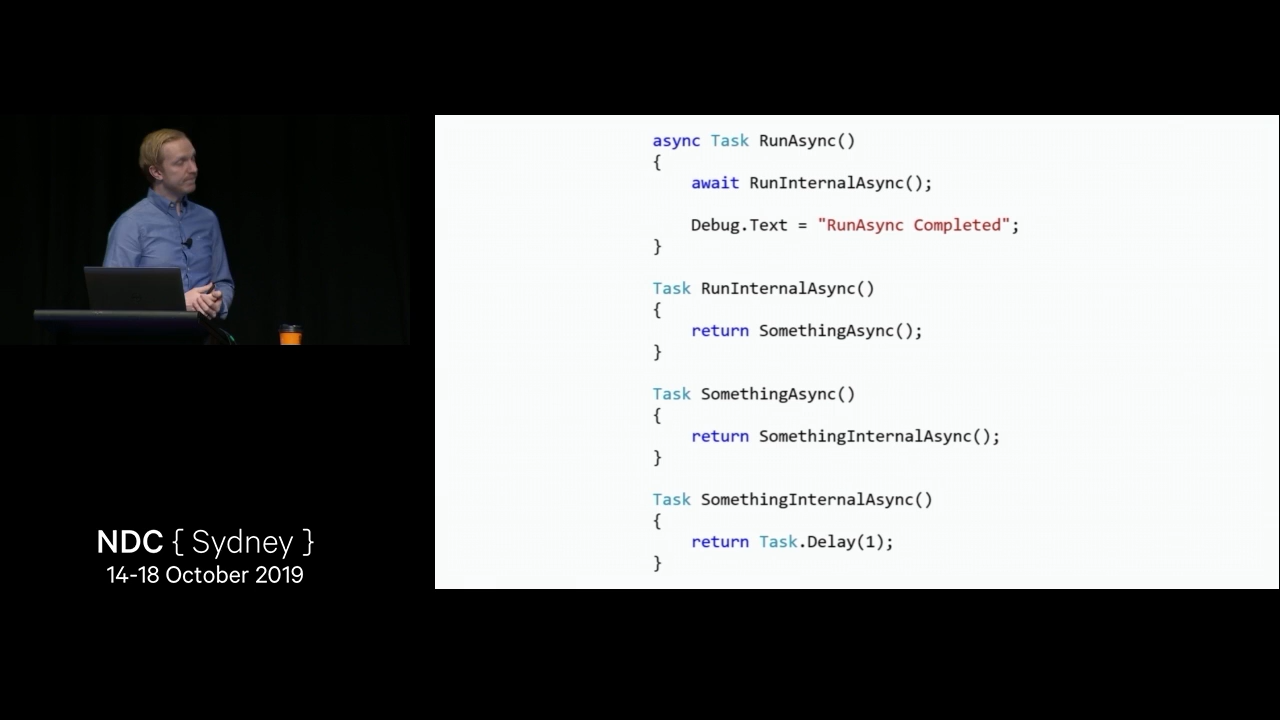 async Task RunAsync()
{
await RunInternalAsync();
Debug.Text = "RunAsync Completed";
}
Task RunInternalAsync()
{
return SomethingAsync();
}
Task SomethingAsync()
{
return SomethingInternalAsync();
}
Task SomethingInternalAsync()
{
return Task.Delay(1);
}
NDC { Sydney }
14-18 October 2019